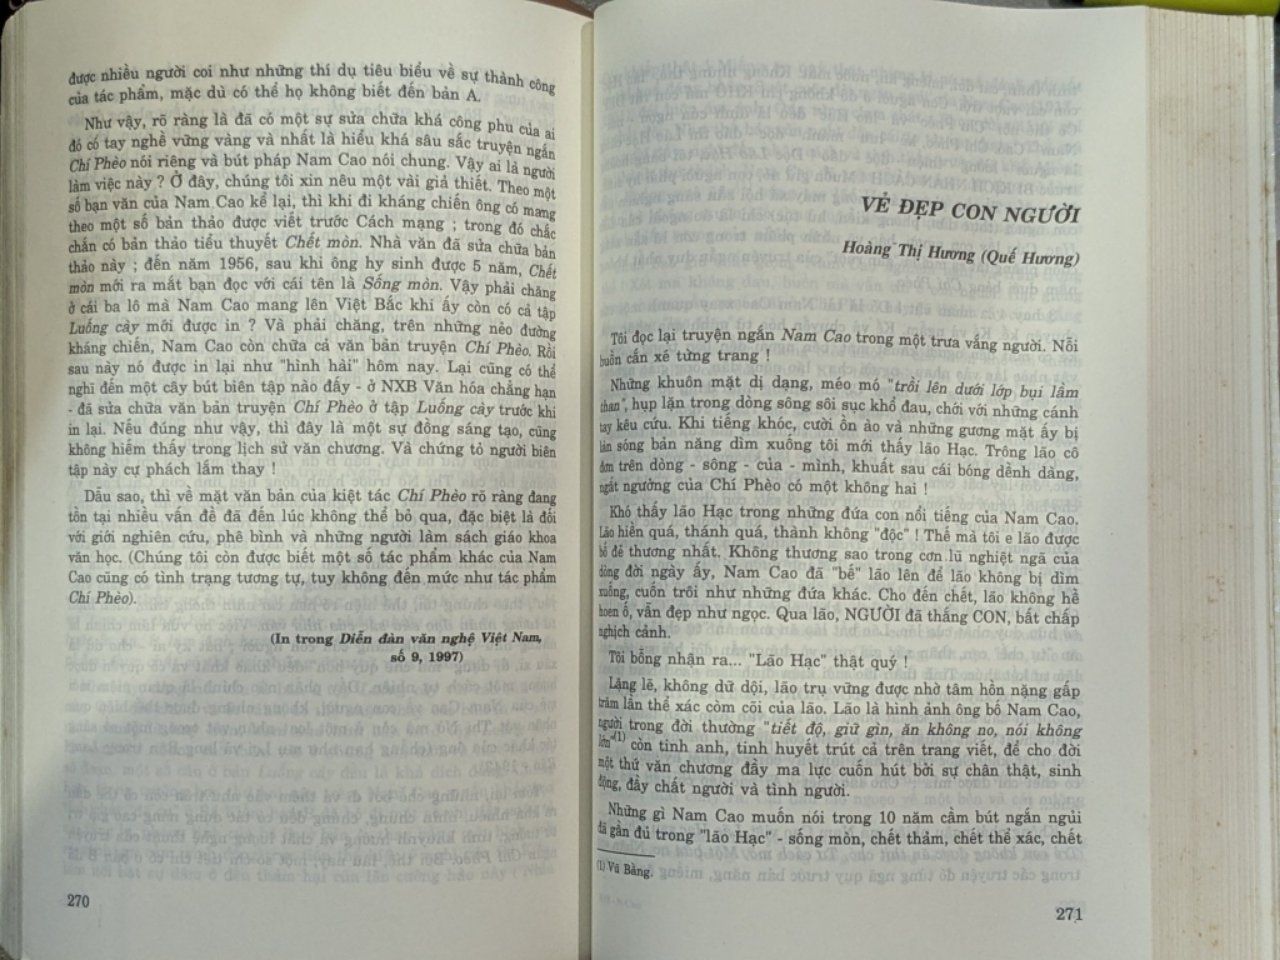 được nhiều người coi như những thí dụ tiêu biểu về sự thành công
của tác phẩm, mặc dù có thể họ không biết đến bản A.
Như vậy, rõ ràng là đã có một sự sửa chữa khá công phu của ai
đó có tay nghề vững vàng và nhất là hiểu khá sâu sắc truyện ngắn
Chí Phèo nói riêng và bút pháp Nam Cao nói chung. Vậy ai là người
làm việc này ? Ở đây, chúng tôi xin nêu một vài giả thiết. Theo một
số bạn văn của Nam Cao kể lại, thì khi đi kháng chiến ông có mang
theo một số bản thảo được viết trước Cách mạng ; trong đó chắc
chắn có bản thảo tiểu thuyết Chết mòn. Nhà văn đã sửa chữa bản
thảo này ; đến năm 1956, sau khi ông hy sinh được 5 năm, Chết
mòn mới ra mắt bạn đọc với cái tên là Sống mòn. Vậy phải chăng
ở cái ba lô mà Nam Cao mang lên Việt Bắc khi ấy còn có cả tập
Luống cày mới được in ? Và phải chăng, trên những nẻo đường
kháng chiến, Nam Cao còn chữa cả văn bản truyện Chí Phèo. Rồi
sau này nó được in lại như "hình hài" hôm nay. Lại cũng có thể
nghĩ đến một cây bút biên tập nào đấy - ở NXB Văn hóa chẳng hạn
- đã sửa chữa văn bản truyện Chí Phèo ở tập Luống cày trước khi
in lại. Nếu đúng như vậy, thì đây là một sự đồng sáng tạo, cũng
không hiếm thấy trong lịch sử văn chương. Và chứng tỏ người biên
tập này cự phách lắm thay !
Dẫu sao, thì về mặt văn bản của kiệt tác Chí Phèo rõ ràng đang
tồn tại nhiều vấn đề đã đến lúc không thể bỏ qua, đặc biệt là đối
với giới nghiên cứu, phê bình và những người làm sách giáo khoa
văn học. (Chúng tôi còn được biết một số tác phẩm khác của Nam
Cao cũng có tình trạng tương tự, tuy không đến mức như tác phẩm
Chí Phèo).
(In trong Diễn đàn văn nghệ Việt Nam,
số 9, 1997)
270
VẺ ĐẸP CON NGƯỜI
Hoàng Thị Hương (Quế Hương)
Tôi đọc lại truyện ngắn Nam Cao trong một trưa vắng người. Nỗi
buồn cắn xé từng trang !
Những khuôn mặt dị dạng, méo mó "trồi lên dưới lớp bụi lầm
than", hụp lặn trong dòng sông sôi sục khổ đau, chới với những cánh
tay kêu cứu. Khi tiếng khóc, cười ồn ào và những gương mặt ấy bị
làn sóng bản năng dìm xuống tôi mới thấy lão Hạc. Trông lão cô
đơn trên dòng - sông - của - mình, khuất sau cái bóng dềnh dàng,
ngất ngưởng của Chí Phèo có một không hai !
Khó thấy lão Hạc trong những đứa con nổi tiếng của Nam Cao.
Lão hiền quá, thánh quá, thành không "độc" ! Thế mà tôi e lão được
bố đẻ thương nhất. Không thương sao trong cơn lũ nghiệt ngã của
dòng đời ngày ấy, Nam Cao đã "bế" lão lên để lão không bị dìm
xuống, cuốn trôi như những đứa khác. Cho đến chết, lão không hề
hoen ố, vẫn đẹp như ngọc. Qua lão, NGƯỜI đã thắng CON, bất chấp
nghịch cảnh.
Tôi bỗng nhận ra... "Lão Hạc" thật quý !
Lặng lẽ, không dữ dội, lão trụ vững được nhờ tâm hồn nặng gấp
trăm lần thể xác còm cõi của lão. Lão là hình ảnh ông bố Nam Cao,
người trong đời thường "tiết độ, giữ gìn, ăn không no, nói không
lớn"(1) còn tinh anh, tinh huyết trút cả trên trang viết, để cho đời
một thứ văn chương đầy ma lực cuốn hút bởi sự chân thật, sinh
động, đầy chất người và tình người.
Những gì Nam Cao muốn nói trong 10 năm cầm bút ngắn ngủi
đã gần đủ trong "lão Hạc" - sống mòn, chết thảm, chết thể xác, chết
(1) Vũ Bằng.
271